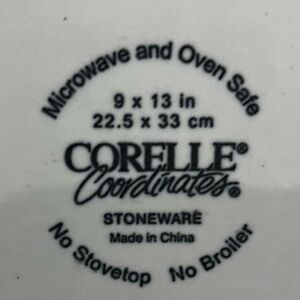 Microwave and Oven Safe
9 x 13 in
22.5 x 33 cm
CORELLE®
Coordinates®
STONEWARE
Made in China
No Stovetop No Broiler